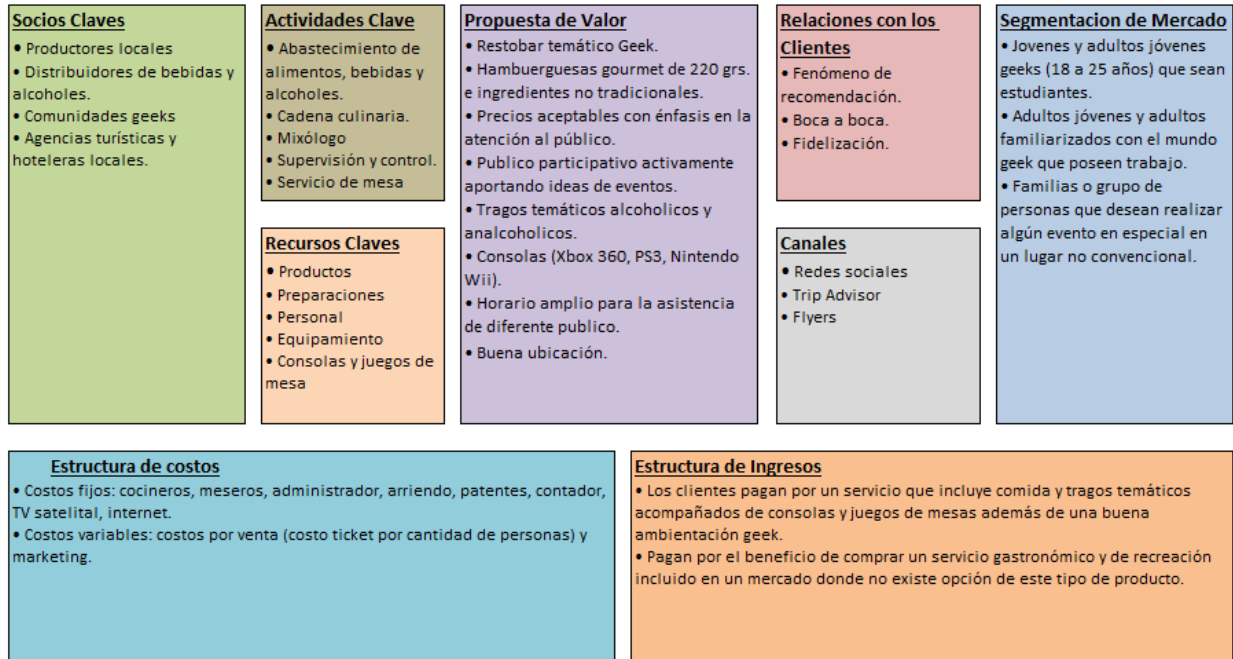 Socios Claves
• Productores locales
• Distribuidores de bebidas y
alcoholes.
• Comunidades geeks
• Agencias turísticas y
hoteleras locales.
Actividades Clave
• Abastecimiento de
alimentos, bebidas y
alcoholes.
• Cadena culinaria.
• Mixólogo
• Supervisión y control.
• Servicio de mesa
Recursos Claves
• Productos
• Preparaciones
• Personal
• Equipamiento
• Consolas y juegos de
mesa
Propuesta de Valor
• Restobar temático Geek.
• Hambuerguesas gourmet de 220 grs.
e ingredientes no tradicionales.
• Precios aceptables con énfasis en la
atención al público.
• Publico participativo activamente
aportando ideas de eventos.
• Tragos temáticos alcoholicos y
analcoholicos.
• Consolas (Xbox 360, PS3, Nintendo
Wii).
• Horario amplio para la asistencia
de diferente publico.
• Buena ubicación.
Relaciones con los
Clientes
• Fenómeno de
recomendación.
• Boca a boca.
• Fidelización.
Canales
• Redes sociales
• Trip Advisor
• Flyers
Segmentacion de Mercado
• Jovenes y adultos jóvenes
geeks (18 a 25 años) que sean
estudiantes.
• Adultos jóvenes y adultos
familiarizados con el mundo
geek que poseen trabajo.
• Familias o grupo de
personas que desean realizar
algún evento en especial en
un lugar no convencional.
Estructura de costos
• Costos fijos: cocineros, meseros, administrador, arriendo, patentes, contador,
TV satelital, internet.
• Costos variables: costos por venta (costo ticket por cantidad de personas) y
marketing.
Estructura de Ingresos
• Los clientes pagan por un servicio que incluye comida y tragos temáticos
acompañados de consolas y juegos de mesas además de una buena
ambientación geek.
• Pagan por el beneficio de comprar un servicio gastronómico y de recreación
incluido en un mercado donde no existe opción de este tipo de producto.